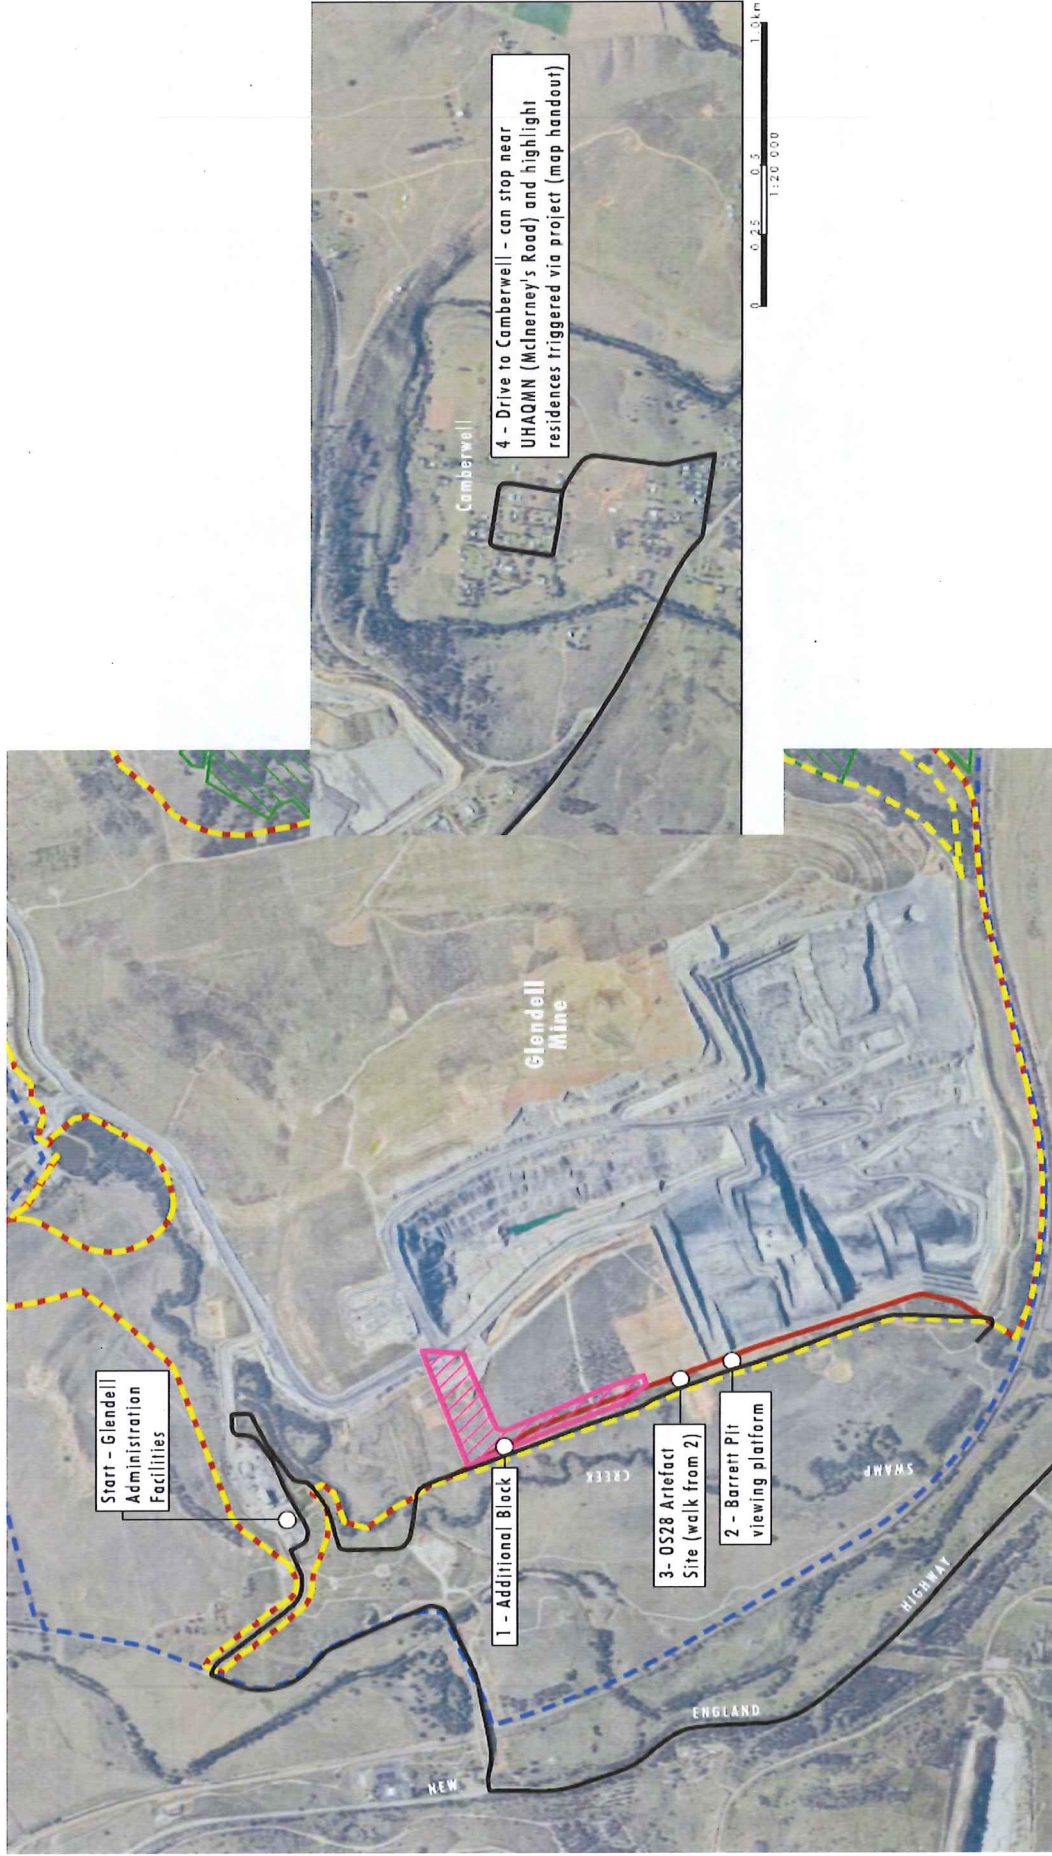 Start – Glendell
Administration
Facilities
1 - Additional Block
3- OS28 Artefact
Site (walk from 2)
2 - Barrett Pit
viewing platform
Glendell
Mine
NEW
ENGLAND
HIGHWAY
SWAMP
CREEK
Camberwell
4 - Drive to Camberwell - can stop near
UHAQMN (McInerney's Road) and highlight
residences triggered via project (map handout)
0 0.25 0.5 1.0km
1:20 000